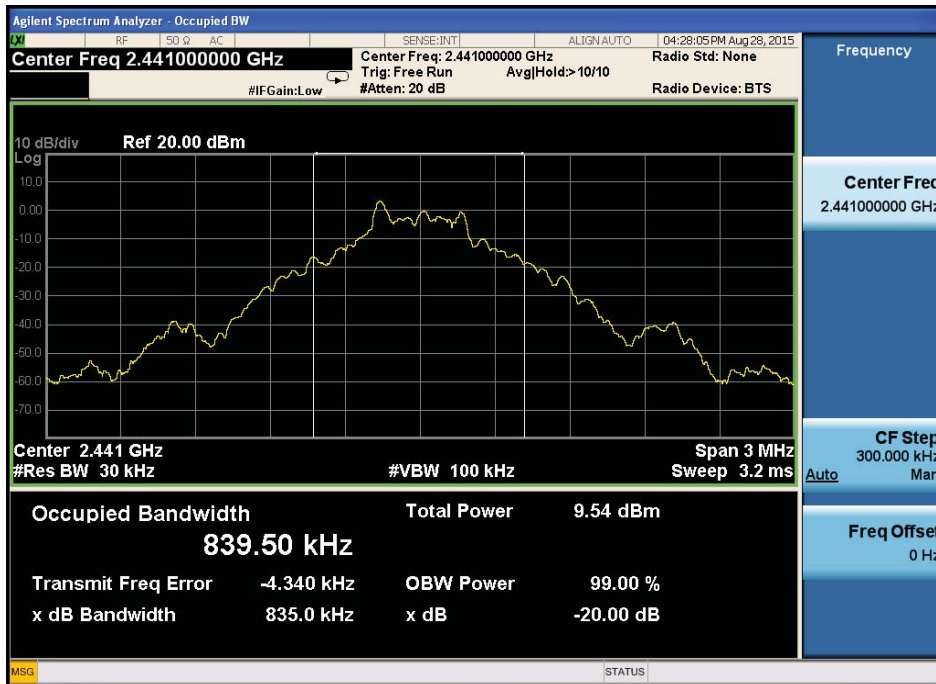 Agilent Spectrum Analyzer - Occupied BW
LXI RF 50 Ω AC SENSE:INT ALIGN AUTO 04:28:05 PM Aug 28, 2015
Center Freq 2.441000000 GHz
Center Freq: 2.441000000 GHz
Radio Std: None
Trig: Free Run Avg|Hold:>10/10
#IFGain:Low
#Atten: 20 dB
Radio Device: BTS
Frequency
10 dB/div Ref 20.00 dBm
Log
10.0
0.00
-10.0
-20.0
-30.0
-40.0
-50.0
-60.0
-70.0
Center 2.441 GHz
Span 3 MHz
#Res BW 30 kHz
#VBW 100 kHz
Sweep 3.2 ms
Occupied Bandwidth
839.50 kHz
Total Power 9.54 dBm
Transmit Freq Error -4.340 kHz
OBW Power 99.00 %
x dB Bandwidth 835.0 kHz
x dB -20.00 dB
Center Freq
2.441000000 GHz
CF Step
300.000 kHz
Auto Man
Freq Offset
0 Hz
MSG
STATUS